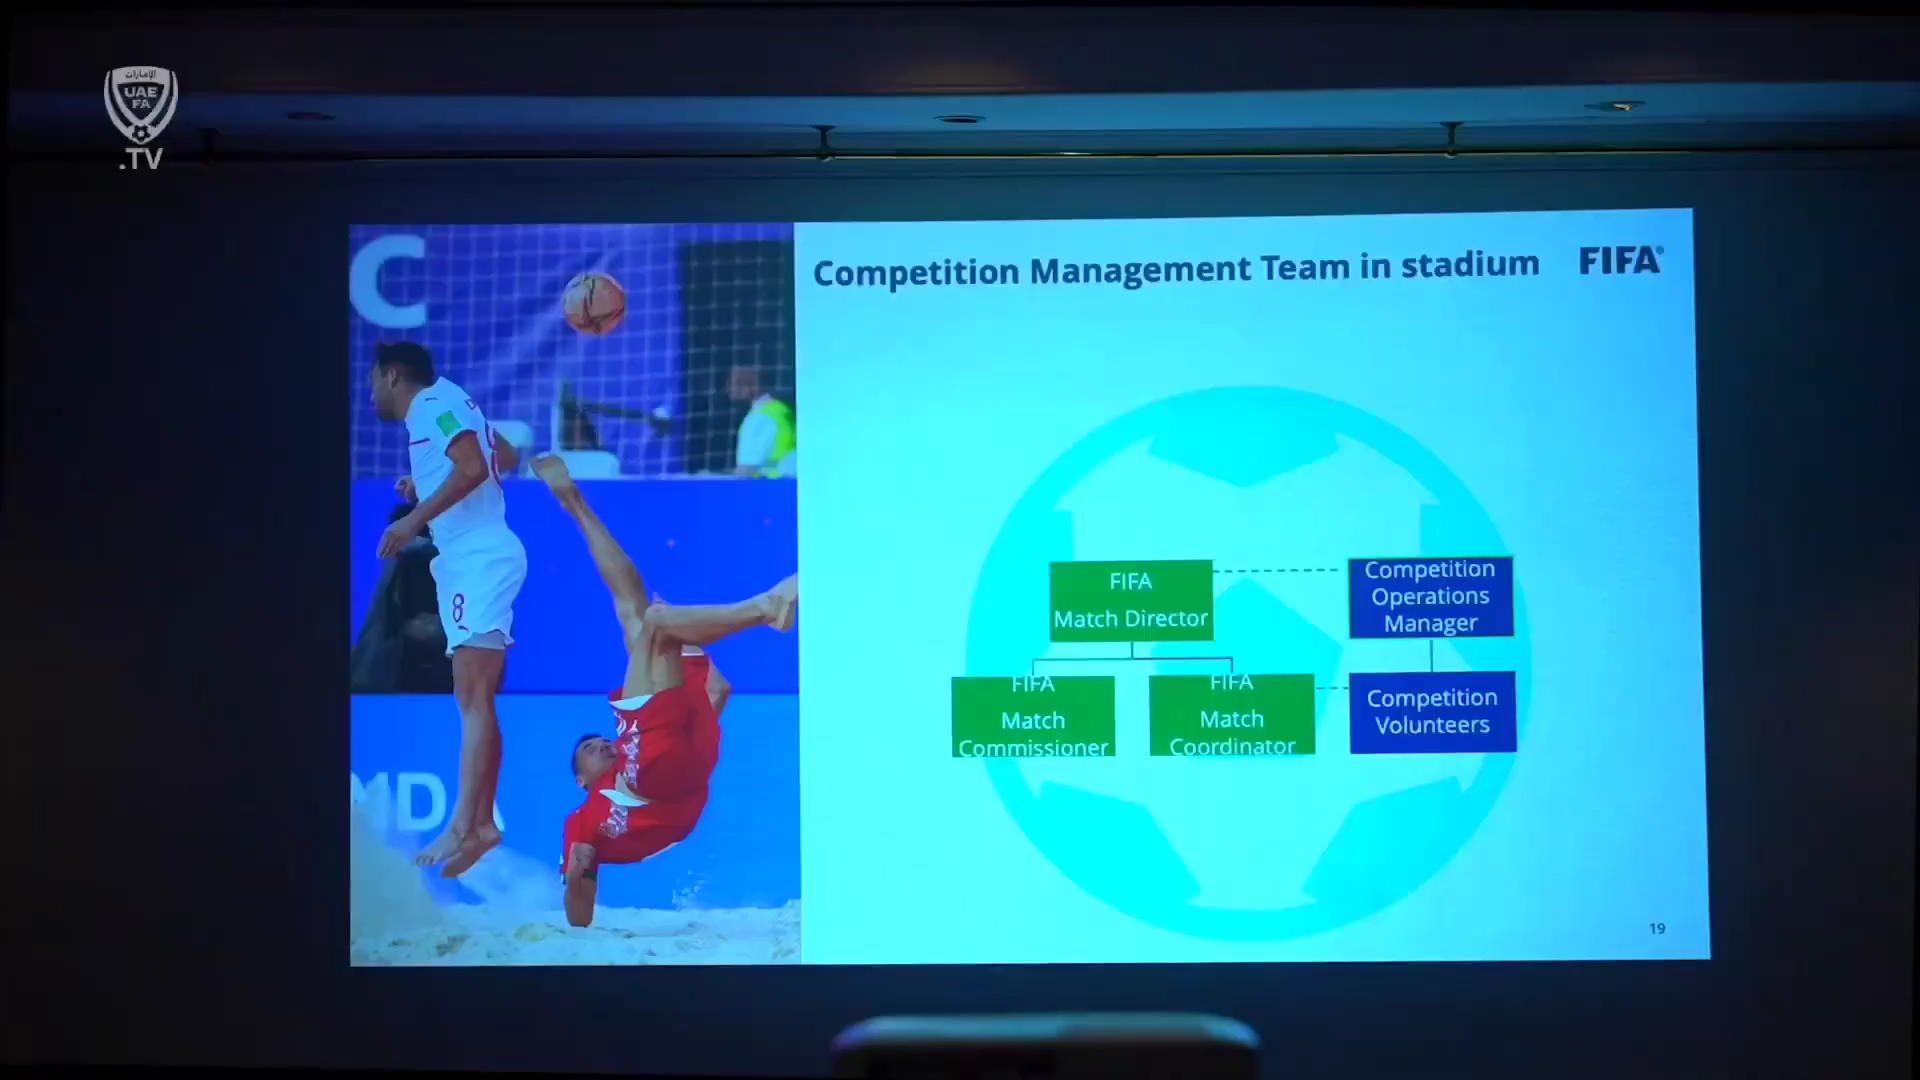 الإمارات
UAE
FA
.TV
C
8
Competition Management Team in stadium
FIFA
FIFA
Match Director
Competition
Operations
Manager
FIFA
Match
Commissioner
FIFA
Match
Coordinator
Competition
Volunteers
19